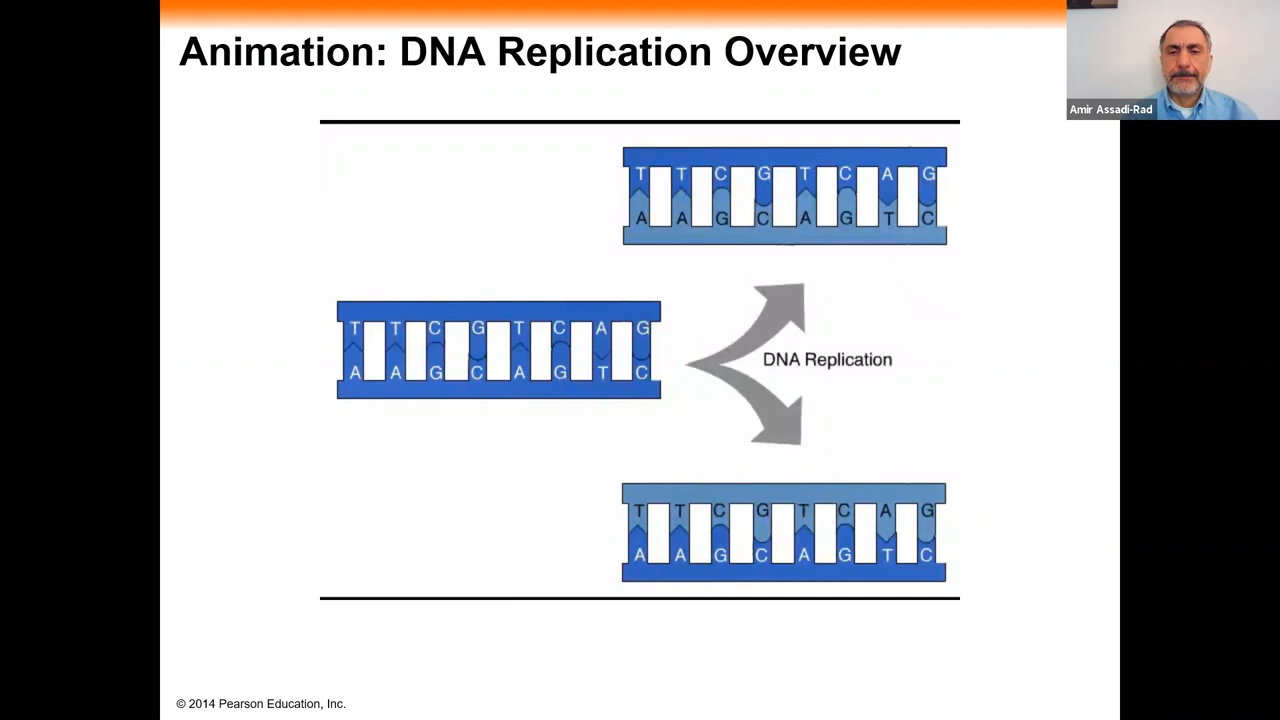 Animation: DNA Replication Overview
Amir Assadi-Rad
T T C G T C A G
A A G C A G T C
T T C G T C A G
A A G C A G T C
DNA Replication
T T C G T C A G
A A G C A G T C
© 2014 Pearson Education, Inc.